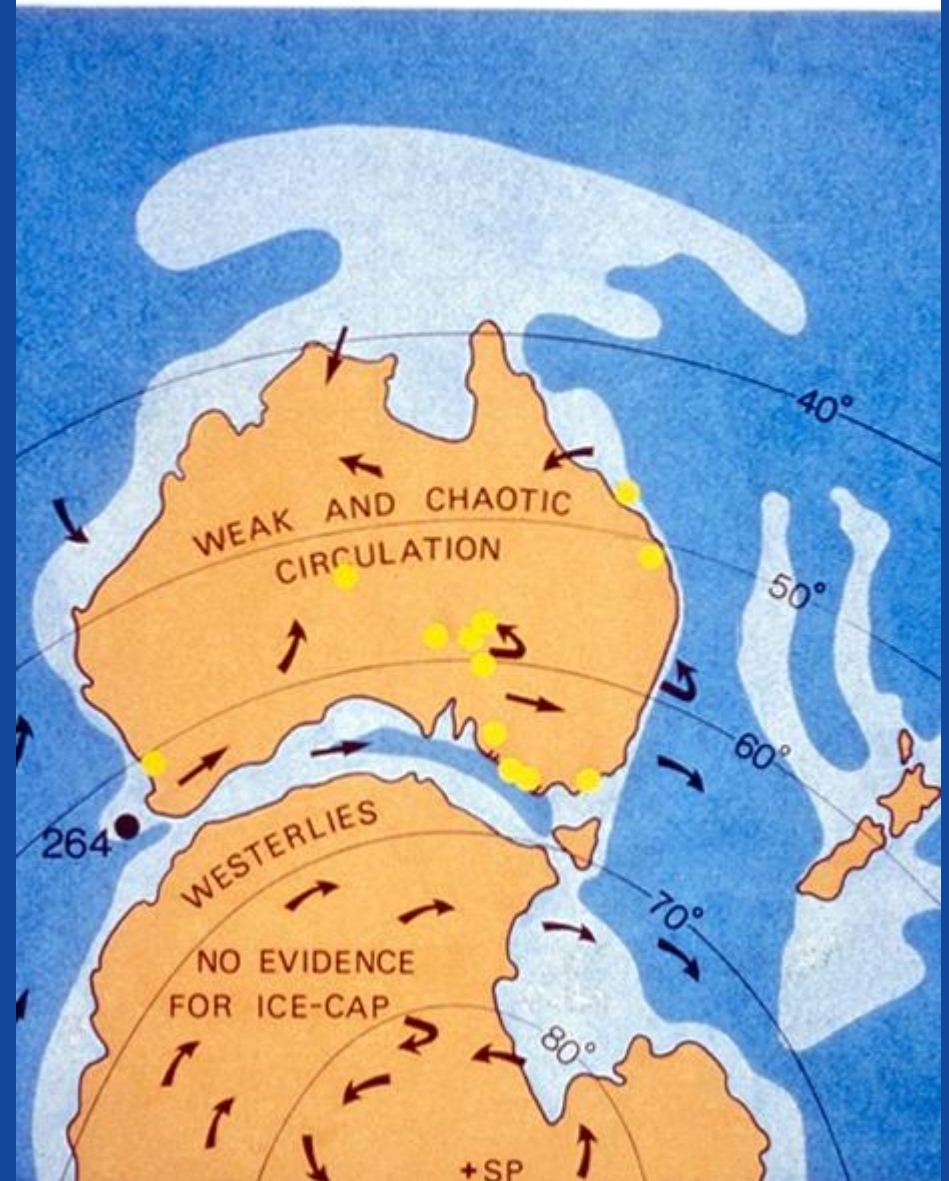 40°
WEAK AND CHAOTIC
CIRCULATION
50°
60°
264
WESTERLIES
70°
NO EVIDENCE
FOR ICE-CAP
80°
+SP